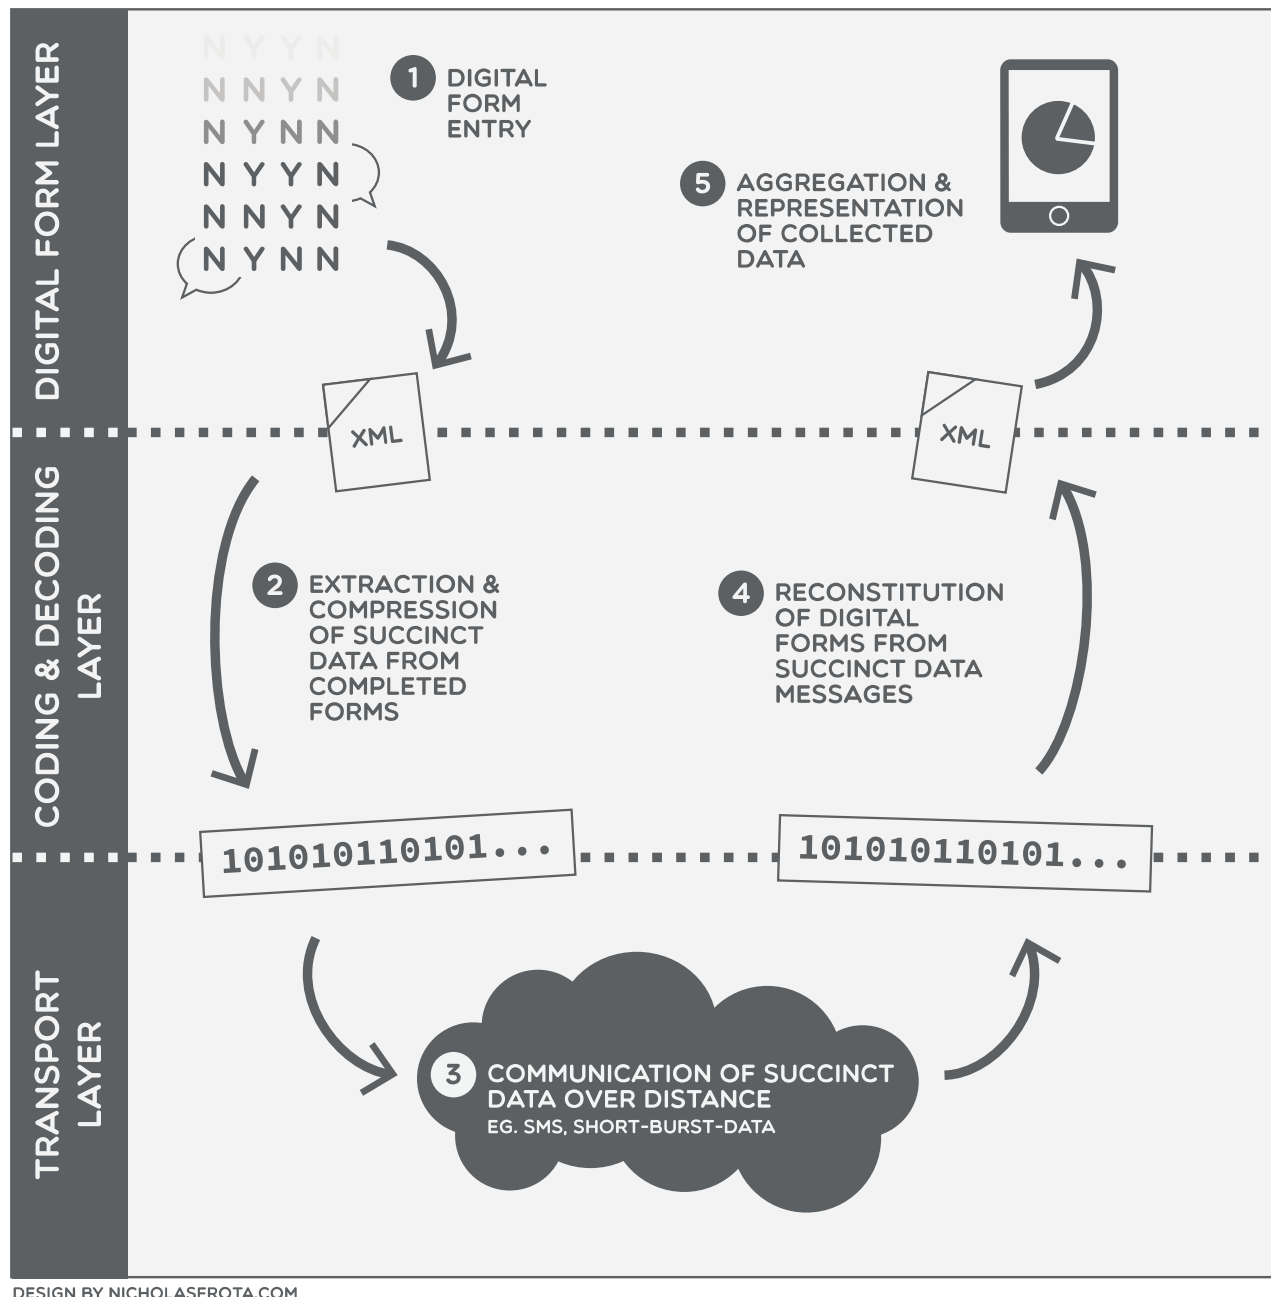 DIGITAL FORM LAYER
N Y Y N
N N Y N
N Y N N
N Y Y N
N N Y N
N Y N N
1
DIGITAL
FORM
ENTRY
5
AGGREGATION &
REPRESENTATION
OF COLLECTED
DATA
XML
XML
CODING & DECODING
LAYER
2
EXTRACTION &
COMPRESSION
OF SUCCINCT
DATA FROM
COMPLETED
FORMS
4
RECONSTITUTION
OF DIGITAL
FORMS FROM
SUCCINCT DATA
MESSAGES
101010110101...
101010110101...
TRANSPORT
LAYER
3
COMMUNICATION OF SUCCINCT
DATA OVER DISTANCE
EG. SMS, SHORT-BURST-DATA
DESIGN BY NICHOLASFROTA.COM